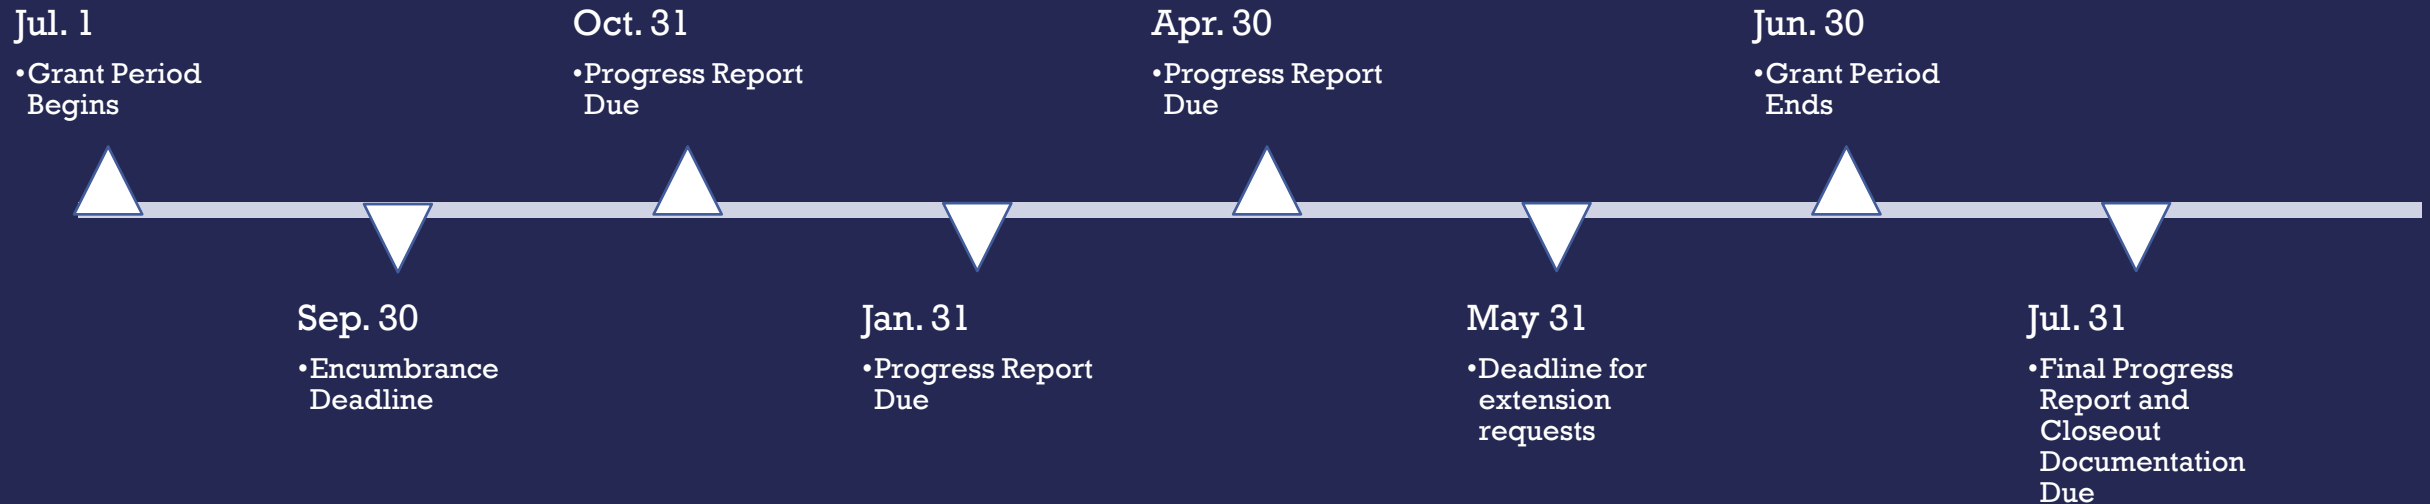 Jul. 1
•Grant Period
Begins
Sep. 30
•Encumbrance
Deadline
Oct. 31
•Progress Report
Due
Jan. 31
•Progress Report
Due
Apr. 30
•Progress Report
Due
May 31
•Deadline for
extension
requests
Jun. 30
•Grant Period
Ends
Jul. 31
•Final Progress
Report and
Closeout
Documentation
Due